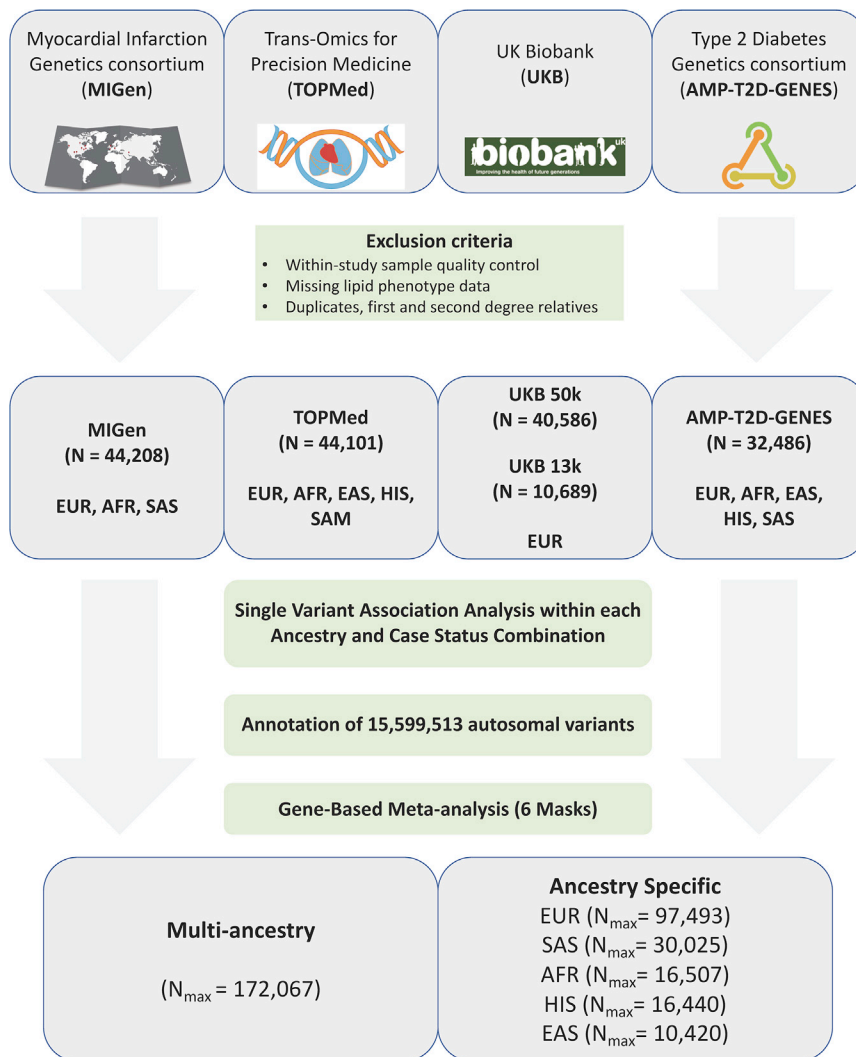 Myocardial Infarction
Genetics consortium
(MIGen)
Trans-Omics for
Precision Medicine
(TOPMed)
UK Biobank
(UKB)
biobank uk
Improving the health of future generations
Type 2 Diabetes
Genetics consortium
(AMP-T2D-GENES)
Exclusion criteria
• Within-study sample quality control
• Missing lipid phenotype data
• Duplicates, first and second degree relatives
MIGen
(N = 44,208)
EUR, AFR, SAS
TOPMed
(N = 44,101)
EUR, AFR, EAS, HIS,
SAM
UKB 50k
(N = 40,586)
UKB 13k
(N = 10,689)
EUR
AMP-T2D-GENES
(N = 32,486)
EUR, AFR, EAS,
HIS, SAS
Single Variant Association Analysis within each
Ancestry and Case Status Combination
Annotation of 15,599,513 autosomal variants
Gene-Based Meta-analysis (6 Masks)
Multi-ancestry
(Nmax = 172,067)
Ancestry Specific
EUR (Nmax= 97,493)
SAS (Nmax= 30,025)
AFR (Nmax= 16,507)
HIS (Nmax= 16,440)
EAS (Nmax= 10,420)